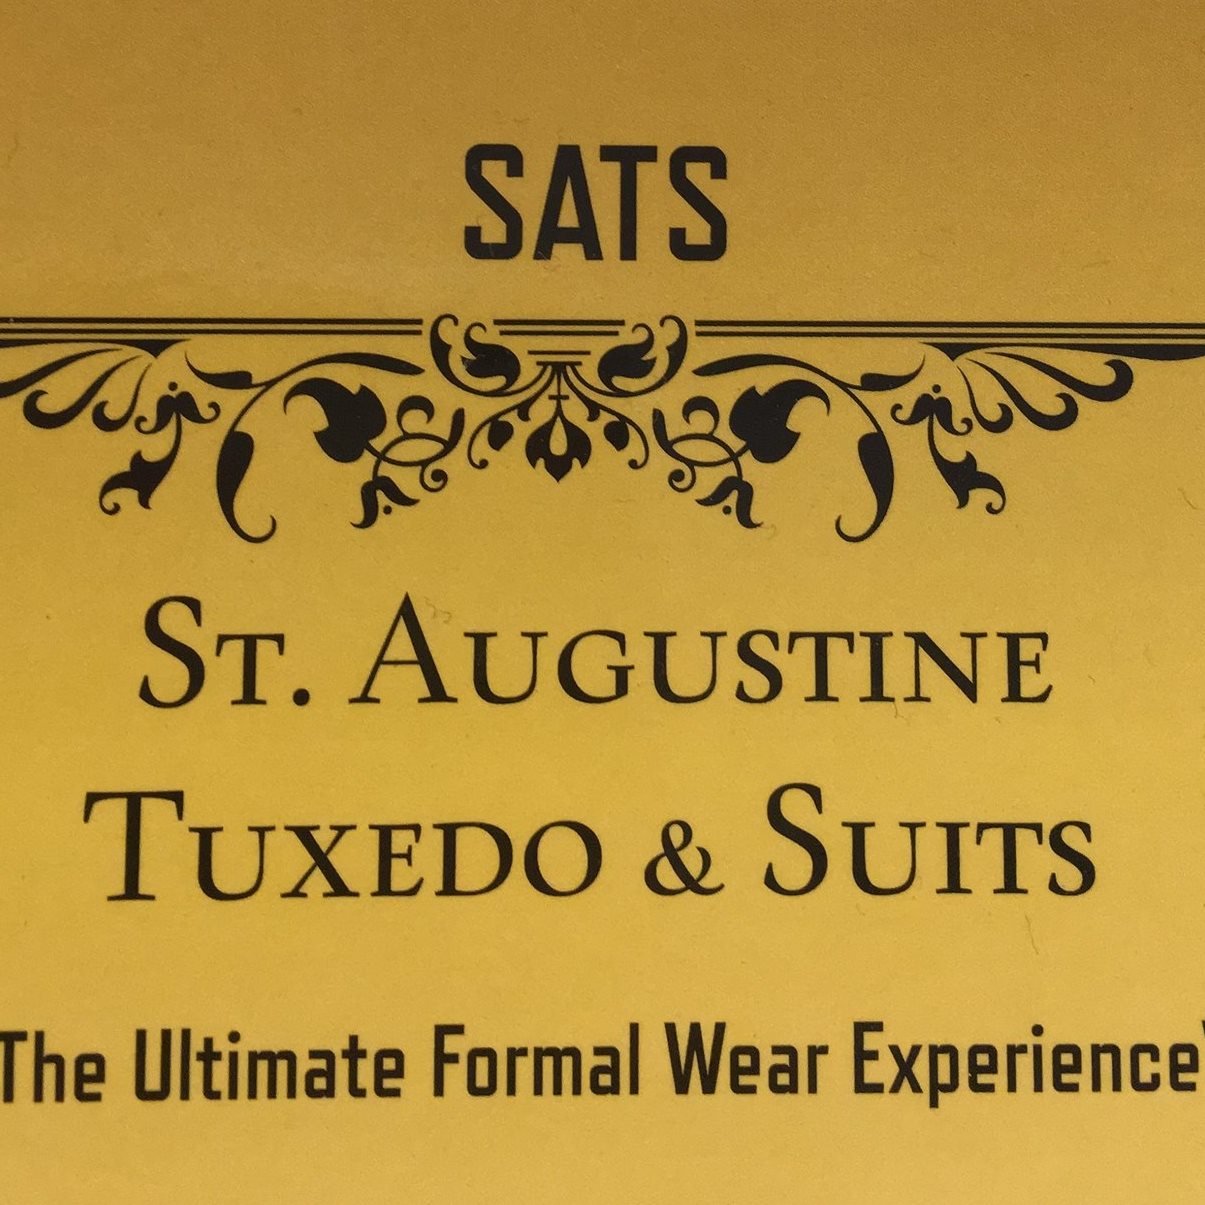 SATS
ST. AUGUSTINE
TUXEDO & SUITS
The Ultimate Formal Wear Experience"